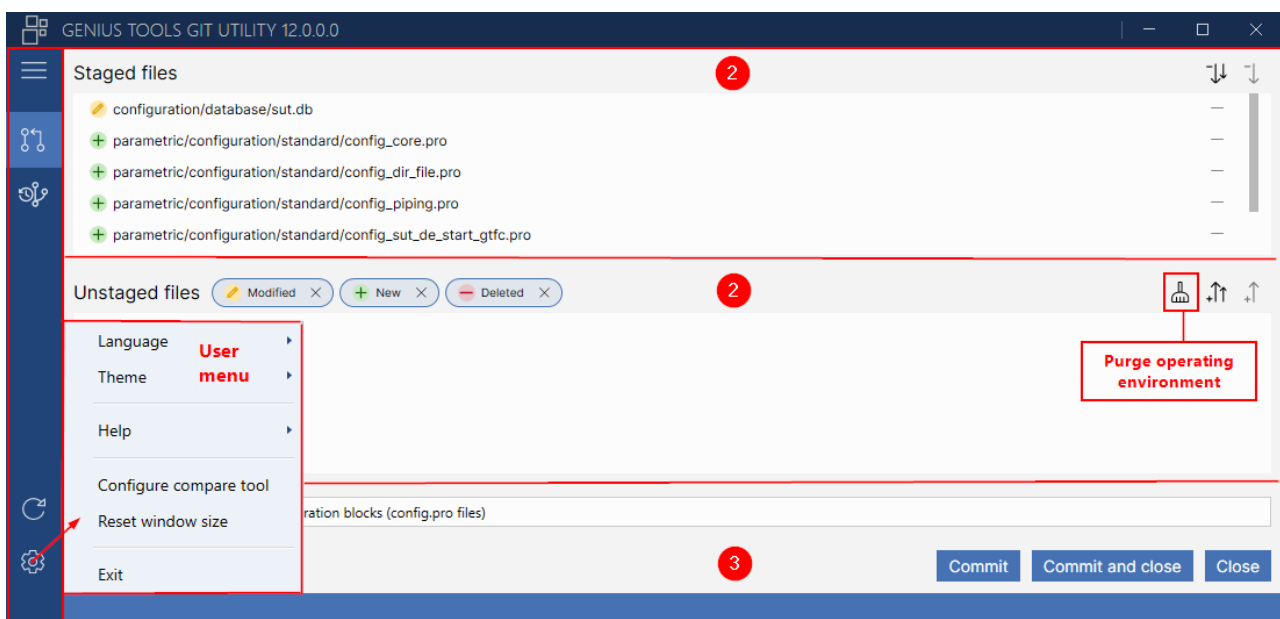 GENIUS TOOLS GIT UTILITY 12.0.0.0
Staged files
2
configuration/database/sut.db
parametric/configuration/standard/config_core.pro
parametric/configuration/standard/config_dir_file.pro
parametric/configuration/standard/config_piping.pro
parametric/configuration/standard/config_sut_de_start_gtfc.pro
Unstaged files
Modified
New
Deleted
2
Purge operating
environment
Language
Theme
User
menu
Help
Configure compare tool
Reset window size
Exit
ration blocks (config.pro files)
3
Commit
Commit and close
Close